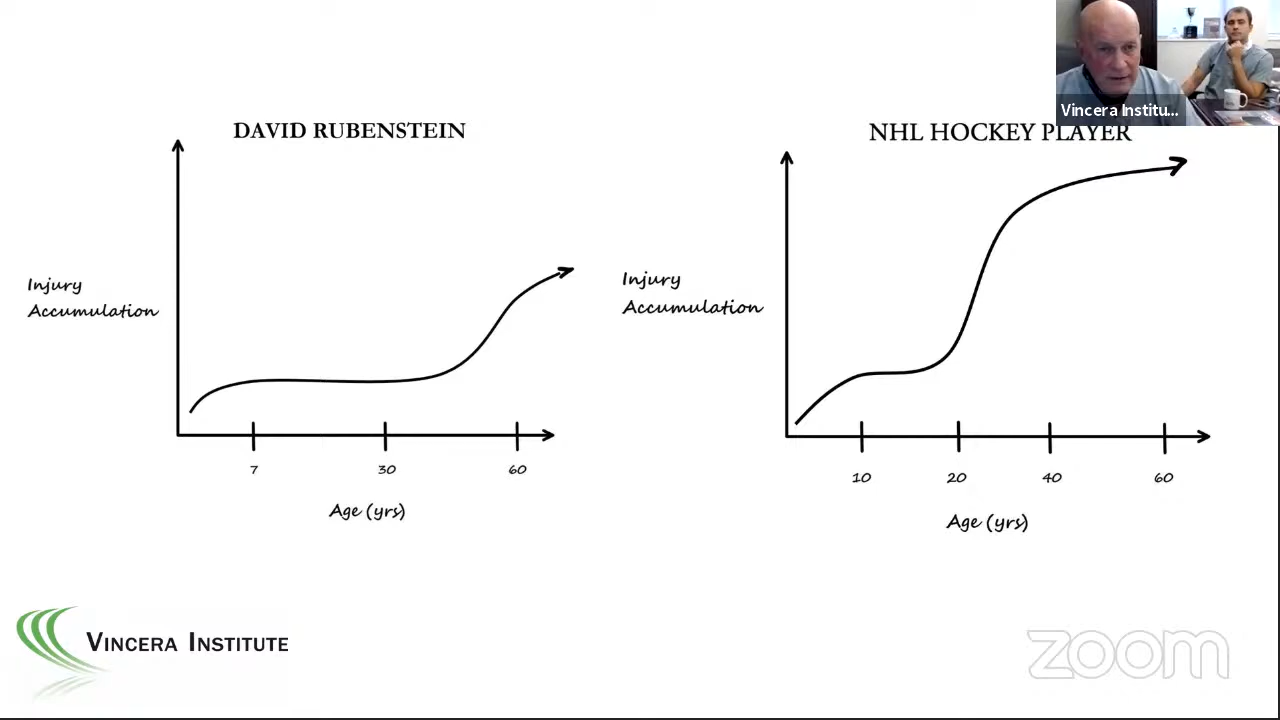 Vincera Institu...
DAVID RUBENSTEIN
NHL HOCKEY PLAYER
Injury
Accumulation
7
30
60
Age (yrs)
Injury
Accumulation
10
20
40
60
Age (yrs)
VINCERA INSTITUTE
zoom